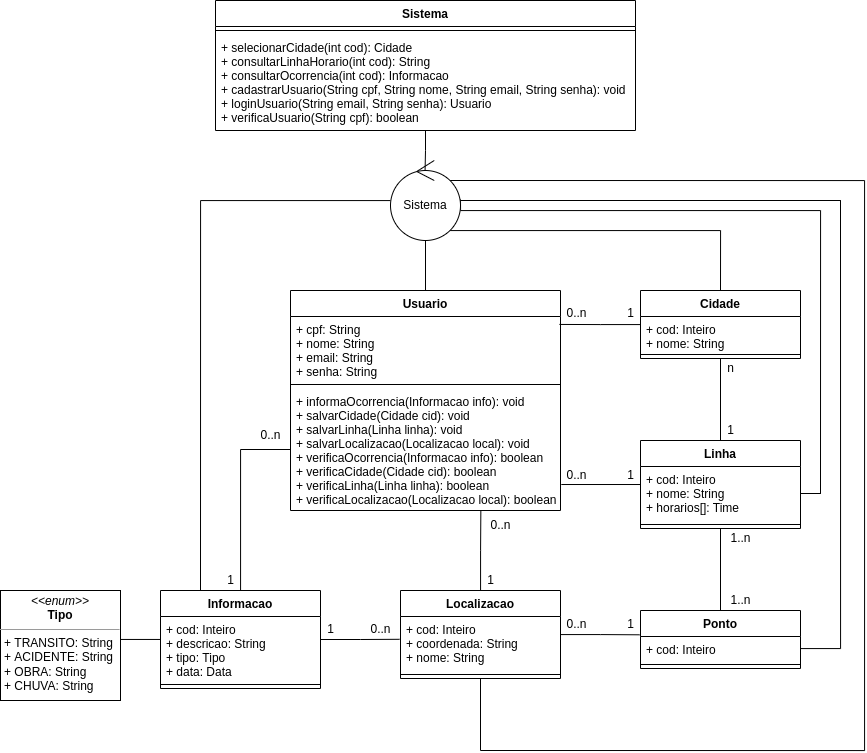 Sistema
+ selecionarCidade(int cod): Cidade
+ consultarLinhaHorario(int cod): String
+ consultarOcorrencia(int cod): Informacao
+ cadastrarUsuario(String cpf, String nome, String email, String senha): void
+ loginUsuario(String email, String senha): Usuario
+ verificaUsuario(String cpf): boolean
Sistema
Usuario
+ cpf: String
+ nome: String
+ email: String
+ senha: String
+ informaOcorrencia(Informacao info): void
+ salvarCidade(Cidade cid): void
+ salvarLinha(Linha linha): void
+ salvarLocalizacao(Localizacao local): void
+ verificaOcorrencia(Informacao info): boolean
+ verificaCidade(Cidade cid): boolean
+ verificaLinha(Linha linha): boolean
+ verificaLocalizacao(Localizacao local): boolean
0..n
1
Cidade
+ cod: Inteiro
+ nome: String
n
1
0..n
1
Linha
+ cod: Inteiro
+ nome: String
+ horarios[]: Time
1..n
1..n
0..n
1
0..n
1
<<enum>>
Tipo
+ TRANSITO: String
+ ACIDENTE: String
+ OBRA: String
+ CHUVA: String
Informacao
+ cod: Inteiro
+ descricao: String
+ tipo: Tipo
+ data: Data
1
0..n
Localizacao
+ cod: Inteiro
+ coordenada: String
+ nome: String
0..n
1
Ponto
+ cod: Inteiro